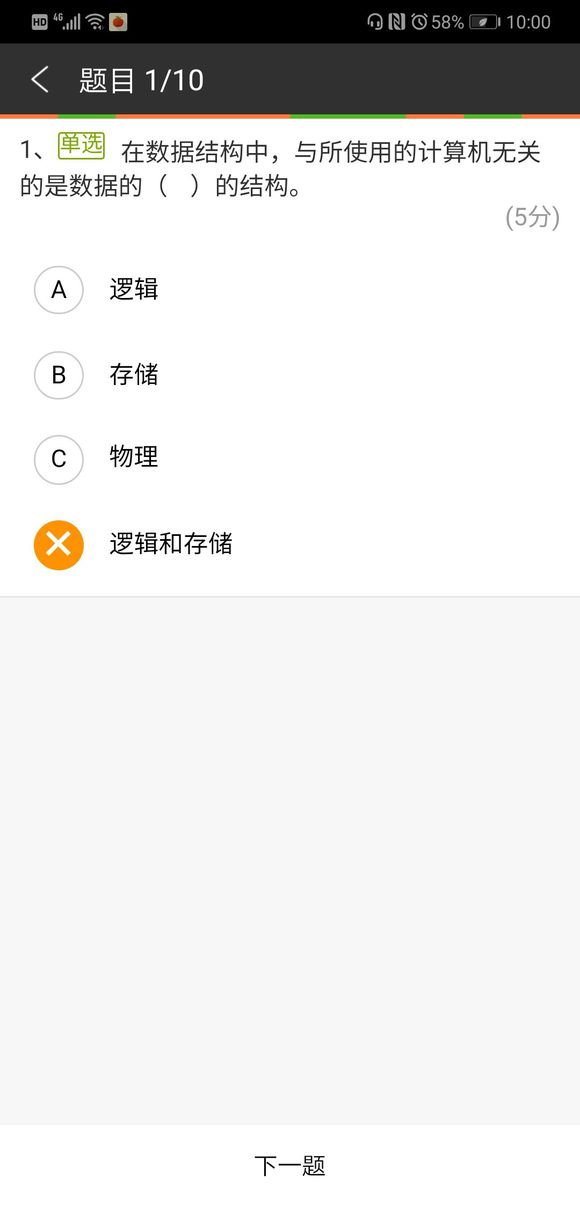 HD 4G 58% 10:00
题目 1/10
1、单选 在数据结构中，与所使用的计算机无关
的是数据的（ ）的结构。
(5分)
A 逻辑
B 存储
C 物理
逻辑和存储
下一题